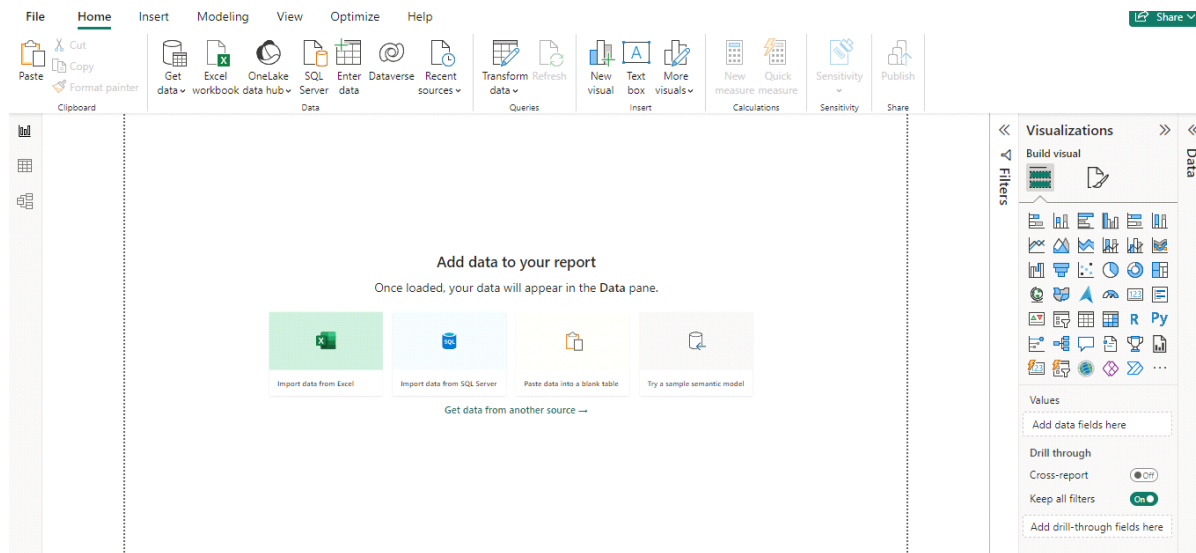 File Home Insert Modeling View Optimize Help
Share
Paste
Cut
Copy
Format painter
Clipboard
Get data
Excel workbook
OneLake data hub
SQL Server
Enter data
Dataverse
Recent sources
Data
Transform data
Refresh
Queries
New visual
Text box
More visuals
Insert
New measure
Quick measure
Calculations
Sensitivity
Sensitivity
Publish
Share
Add data to your report
Once loaded, your data will appear in the Data pane.
SQL
Import data from Excel
Import data from SQL Server
Paste data into a blank table
Try a sample semantic model
Get data from another source →
Filters
Visualizations
Build visual
123
R Py
123
Values
Add data fields here
Drill through
Cross-report Off
Keep all filters On
Add drill-through fields here
Data